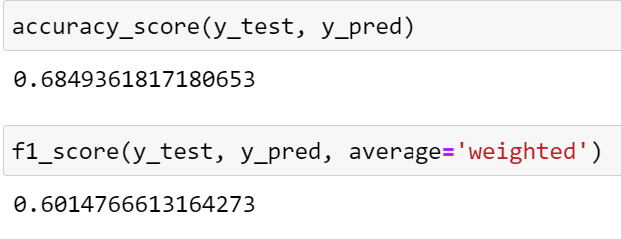 accuracy_score(y_test, y_pred)
0.6849361817180653
f1_score(y_test, y_pred, average='weighted')
0.6014766613164273